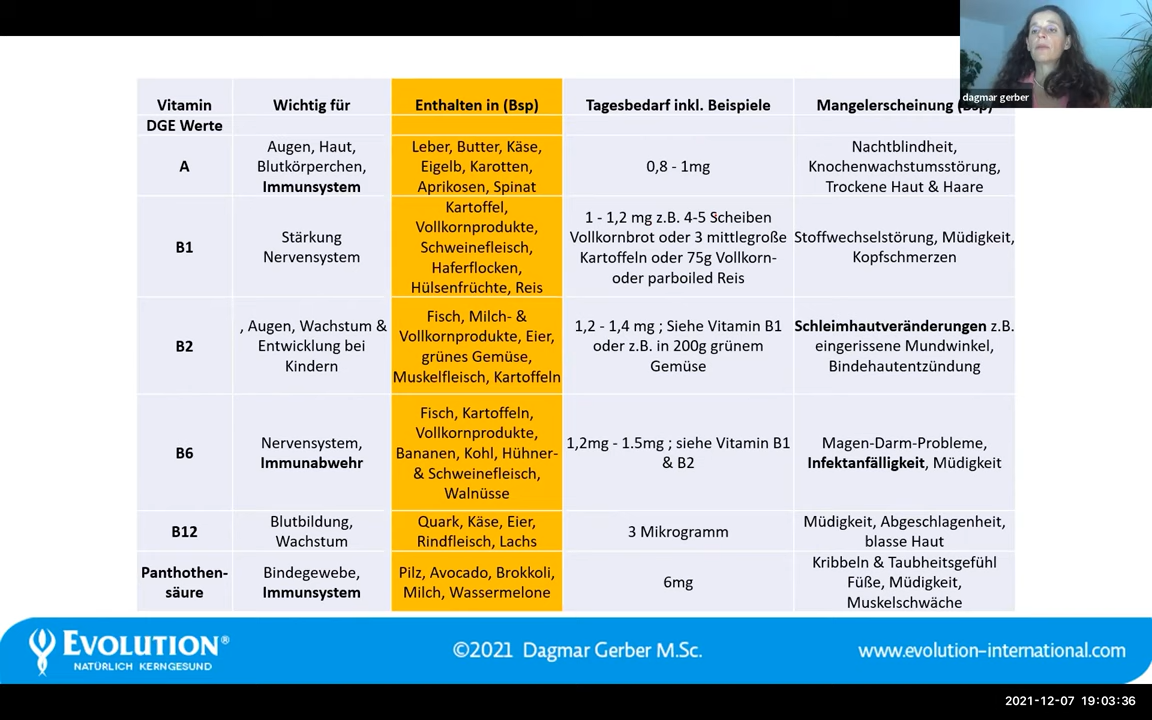 dagmar gerber
Vitamin
Wichtig für
Enthalten in (Bsp)
Tagesbedarf inkl. Beispiele
Mangelerscheinung (Bsp)
DGE Werte
A
Augen, Haut,
Blutkörperchen,
Immunsystem
Leber, Butter, Käse,
Eigelb, Karotten,
Aprikosen, Spinat
0,8 - 1mg
Nachtblindheit,
Knochenwachstumsstörung,
Trockene Haut & Haare
B1
Stärkung
Nervensystem
Kartoffel,
Vollkornprodukte,
Schweinefleisch,
Haferflocken,
Hülsenfrüchte, Reis
1 - 1,2 mg z.B. 4-5 Scheiben
Vollkornbrot oder 3 mittlegroße
Kartoffeln oder 75g Vollkorn-
oder parboiled Reis
Stoffwechselstörung, Müdigkeit,
Kopfschmerzen
B2
, Augen, Wachstum &
Entwicklung bei
Kindern
Fisch, Milch- &
Vollkornprodukte, Eier,
grünes Gemüse,
Muskelfleisch, Kartoffeln
1,2 - 1,4 mg ; Siehe Vitamin B1
oder z.B. in 200g grünem
Gemüse
Schleimhautveränderungen z.B.
eingerissene Mundwinkel,
Bindehautentzündung
B6
Nervensystem,
Immunabwehr
Fisch, Kartoffeln,
Vollkornprodukte,
Bananen, Kohl, Hühner-
& Schweinefleisch,
Walnüsse
1,2mg - 1.5mg ; siehe Vitamin B1
& B2
Magen-Darm-Probleme,
Infektanfälligkeit, Müdigkeit
B12
Blutbildung,
Wachstum
Quark, Käse, Eier,
Rindfleisch, Lachs
3 Mikrogramm
Müdigkeit, Abgeschlagenheit,
blasse Haut
Panthothen-
säure
Bindegewebe,
Immunsystem
Pilz, Avocado, Brokkoli,
Milch, Wassermelone
6mg
Kribbeln & Taubheitsgefühl
Füße, Müdigkeit,
Muskelschwäche
EVOLUTION®
NATÜRLICH KERNGESUND
©2021 Dagmar Gerber M.Sc.
www.evolution-international.com
2021-12-07 19:03:36